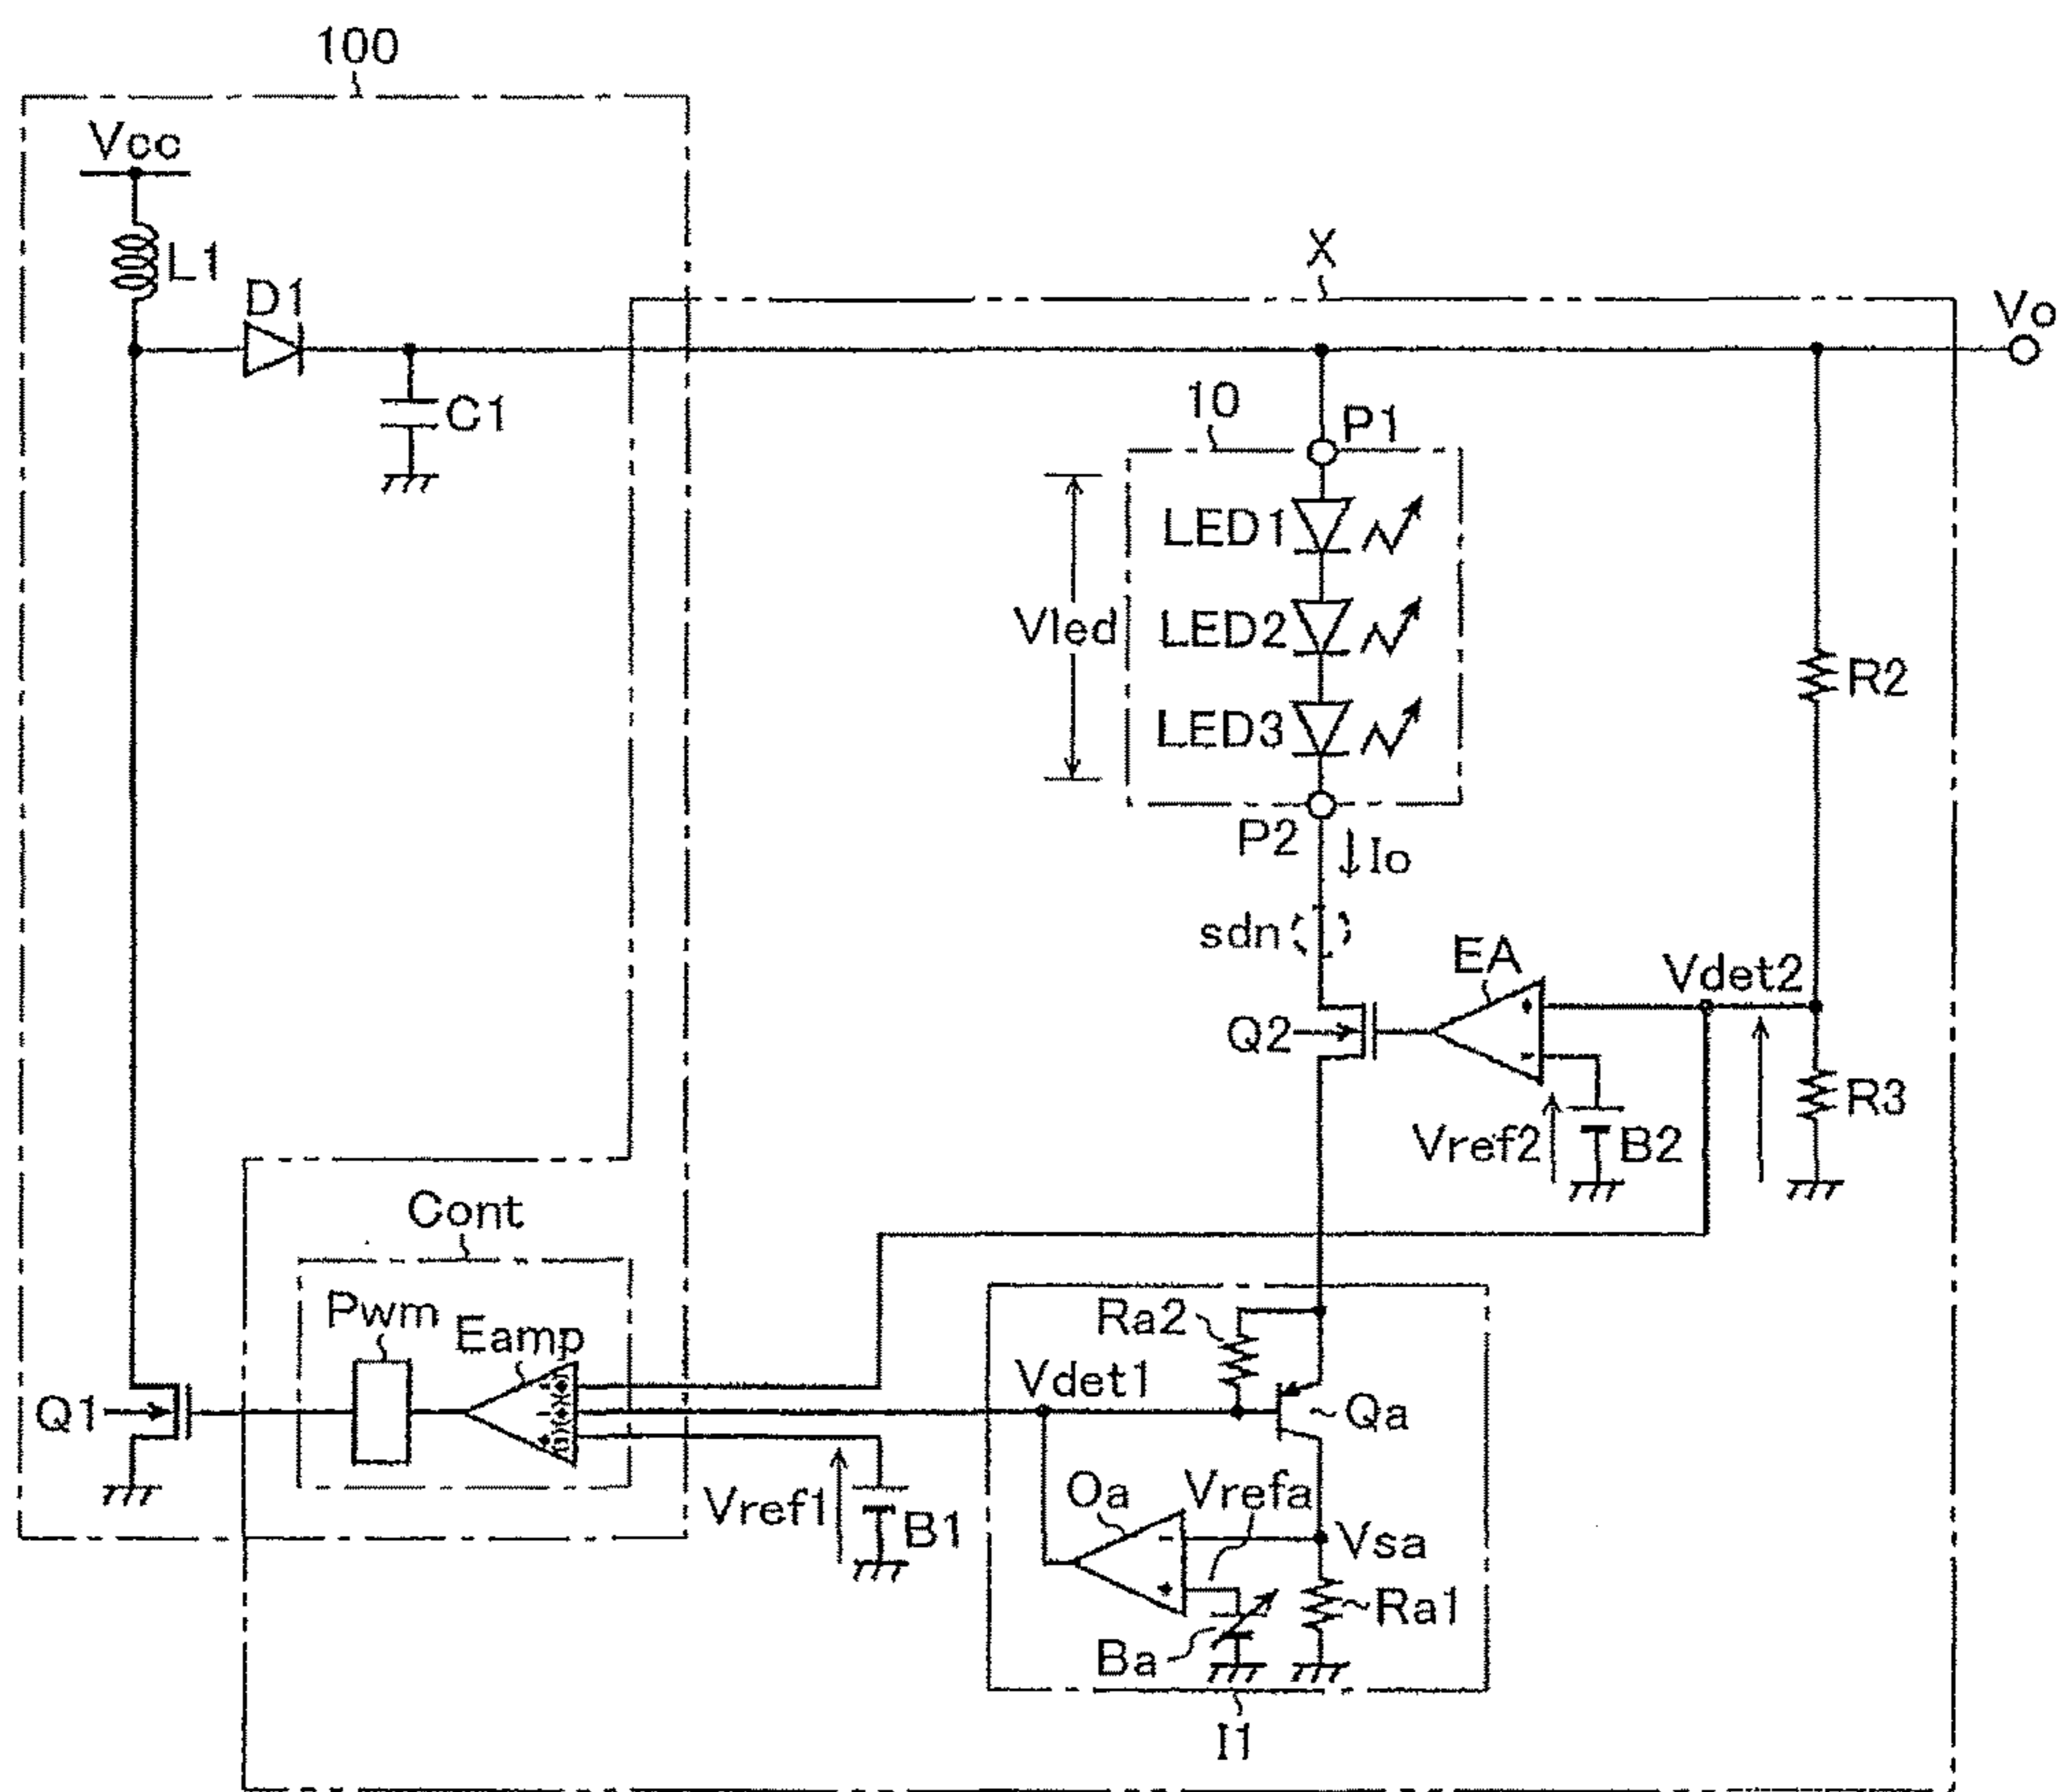 100
Vcc
L1
D1
C1
X
Vo
10
P1
LED1
Vled
LED2
LED3
R2
P2
Io
sdn
EA
Vdet2
Q2
R3
Vref2
B2
Cont
Pwm
Eamp
Ra2
Vdet1
Q1
Qa
Vref1
B1
Oa
Vrefa
Vsa
Ra1
Ba
I1